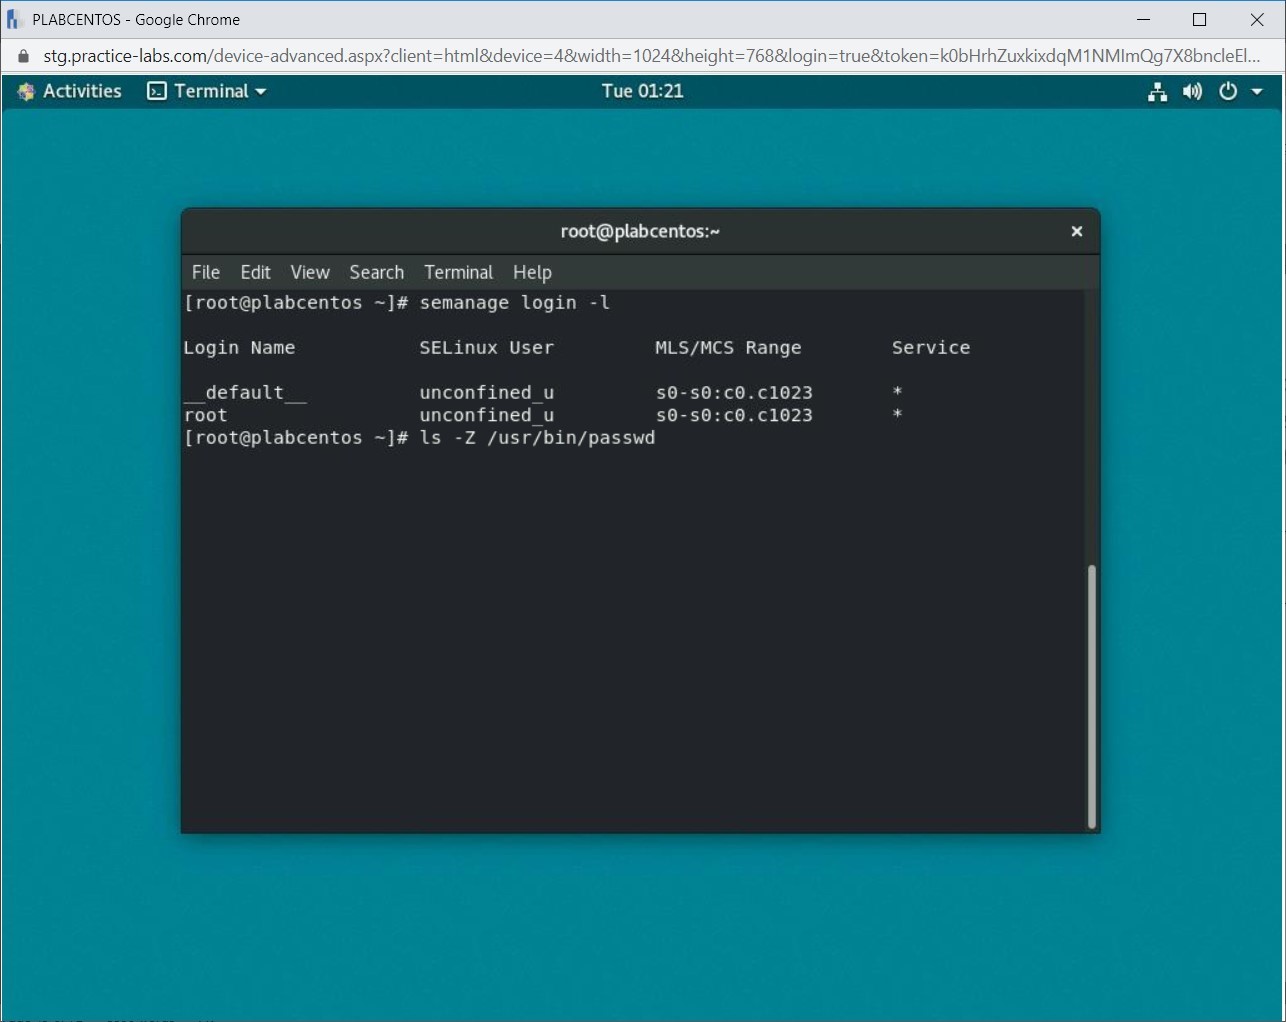 PLABCENTOS - Google Chrome
stg.practice-labs.com/device-advanced.aspx?client=html&device=4&width=1024&height=768&login=true&token=k0bHrhZuxkixdqM1NMImQg7X8bncleEl...
Activities Terminal Tue 01:21
root@plabcentos:~
File Edit View Search Terminal Help
[root@plabcentos ~]# semanage login -l
Login Name SELinux User MLS/MCS Range Service
__default__ unconfined_u s0-s0:c0.c1023 *
root unconfined_u s0-s0:c0.c1023 *
[root@plabcentos ~]# ls -Z /usr/bin/passwd